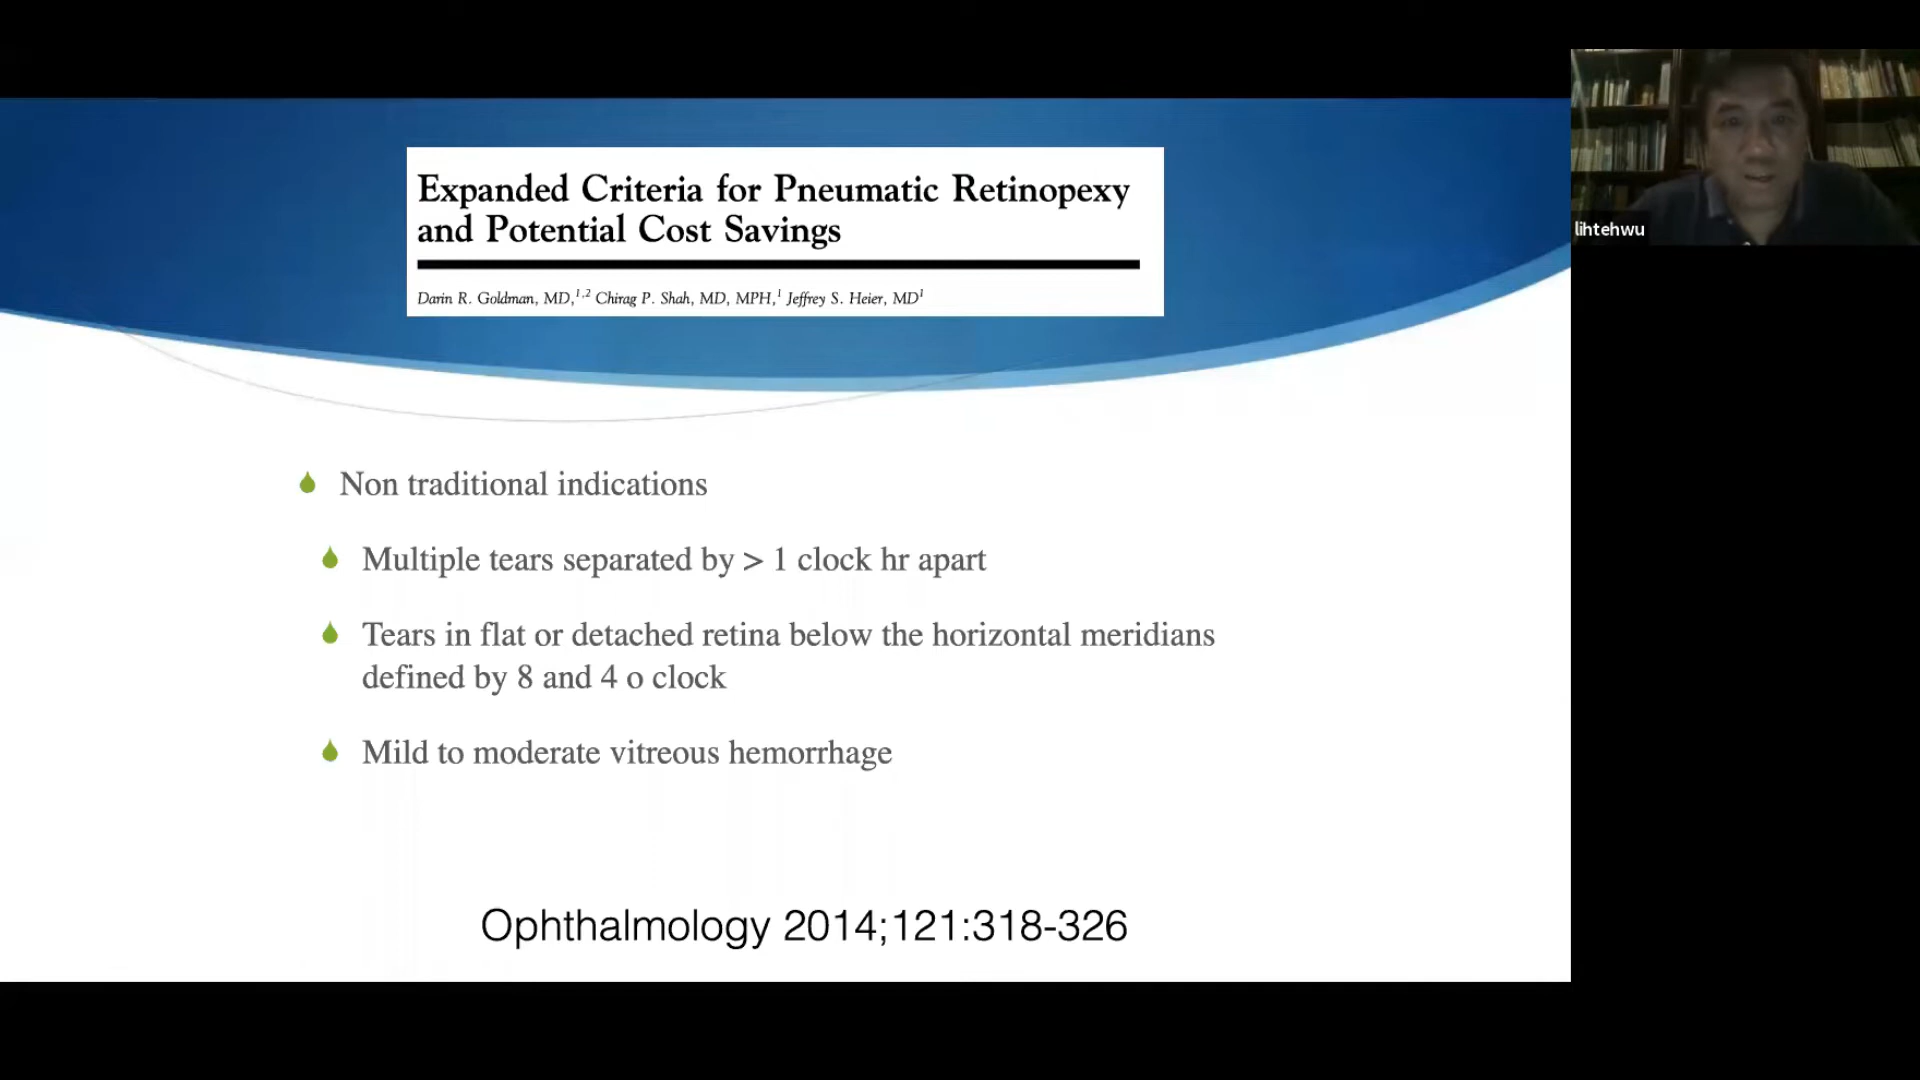 Expanded Criteria for Pneumatic Retinopexy
and Potential Cost Savings
Darin R. Goldman, MD,1,2 Chirag P. Shah, MD, MPH,1 Jeffrey S. Heier, MD1
lihtehwu
Non traditional indications
Multiple tears separated by > 1 clock hr apart
Tears in flat or detached retina below the horizontal meridians
defined by 8 and 4 o clock
Mild to moderate vitreous hemorrhage
Ophthalmology 2014;121:318-326